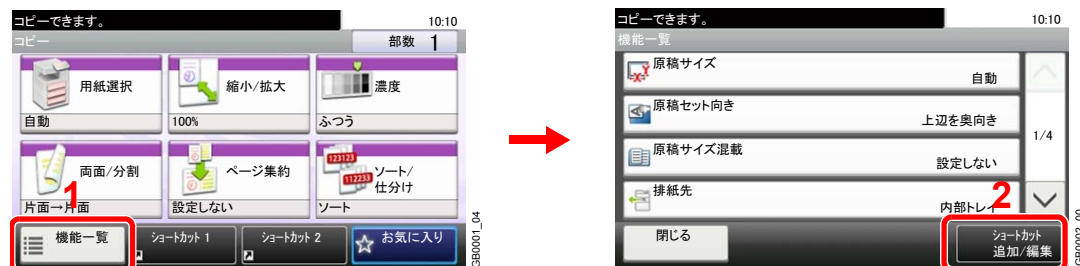 コピーできます。
10:10
コピー
部数 1
用紙選択
自動
縮小/拡大
100%
濃度
ふつう
両面/分割
片面→片面
ページ集約
設定しない
123123
112233
ソート/
仕分け
ソート
1
機能一覧
ショートカット 1
ショートカット 2
お気に入り
GB0001_04
コピーできます。
10:10
機能一覧
原稿サイズ
自動
原稿セット向き
上辺を奥向き
原稿サイズ混載
設定しない
排紙先
内部トレイ
1/4
2
閉じる
ショートカット
追加/編集